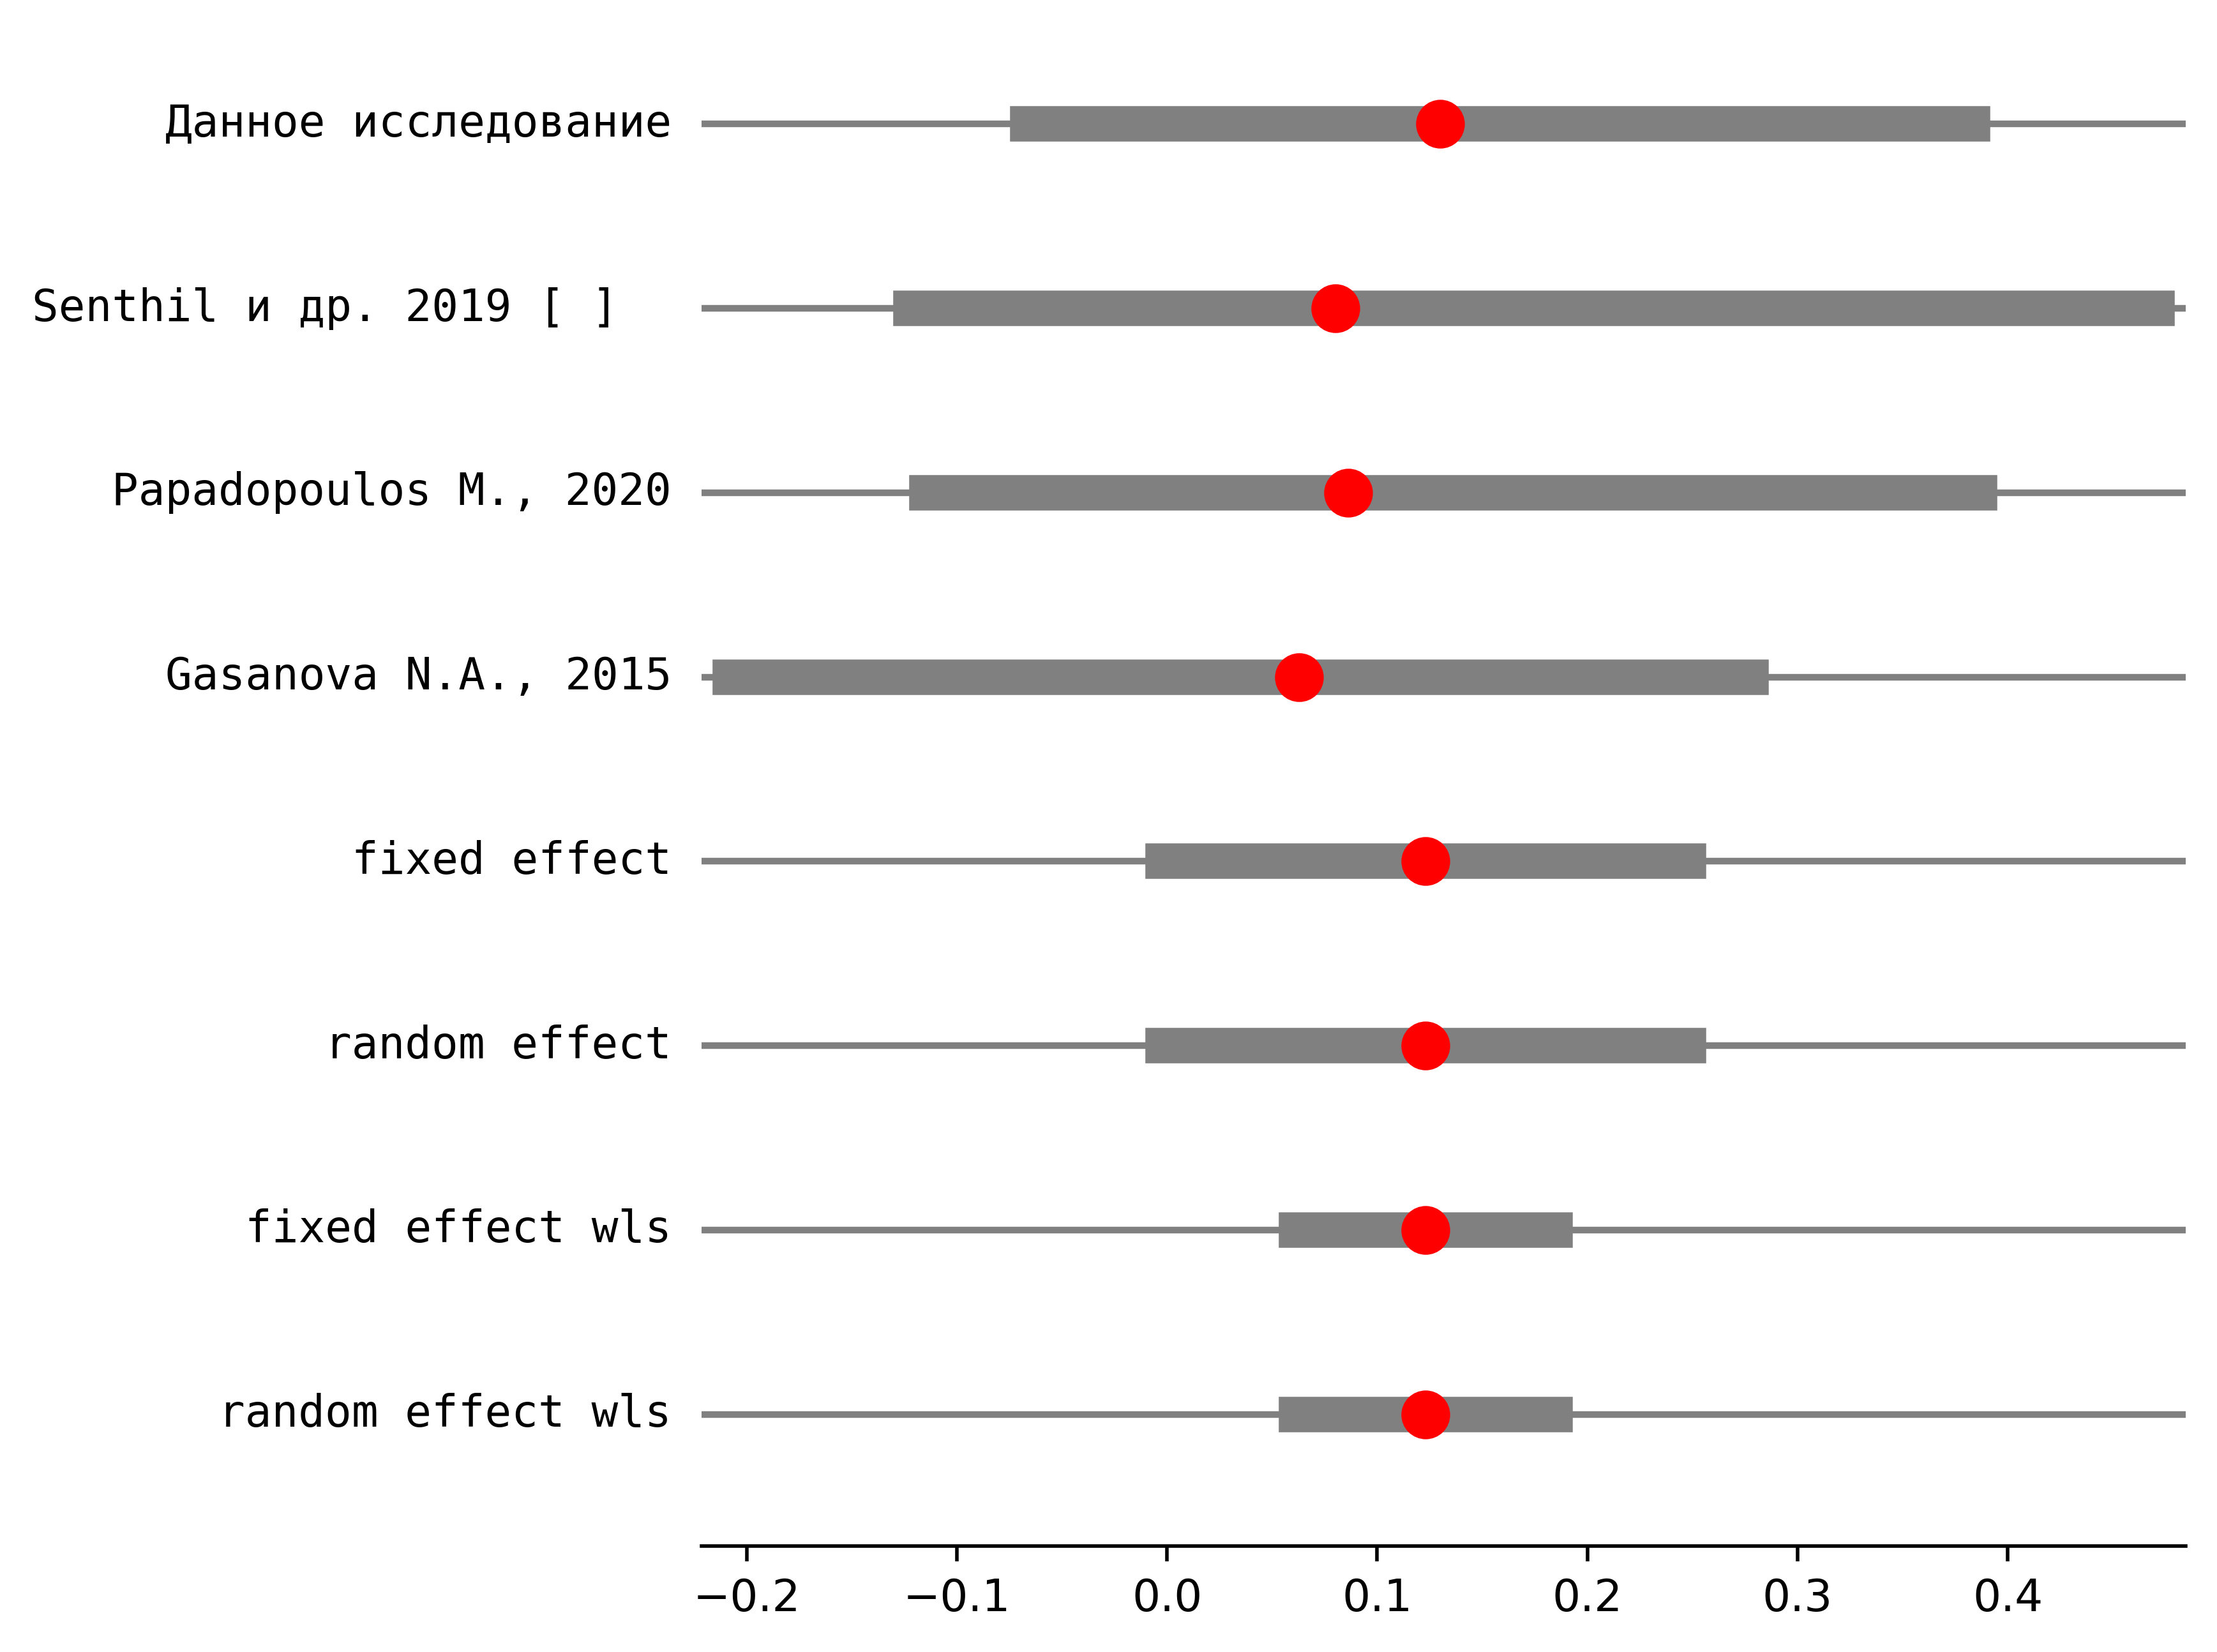 Данное исследование
Senthil и др. 2019 [ ]
Papadopoulos M., 2020
Gasanova N.A., 2015
fixed effect
random effect
fixed effect wls
random effect wls
−0.2 −0.1 0.0 0.1 0.2 0.3 0.4